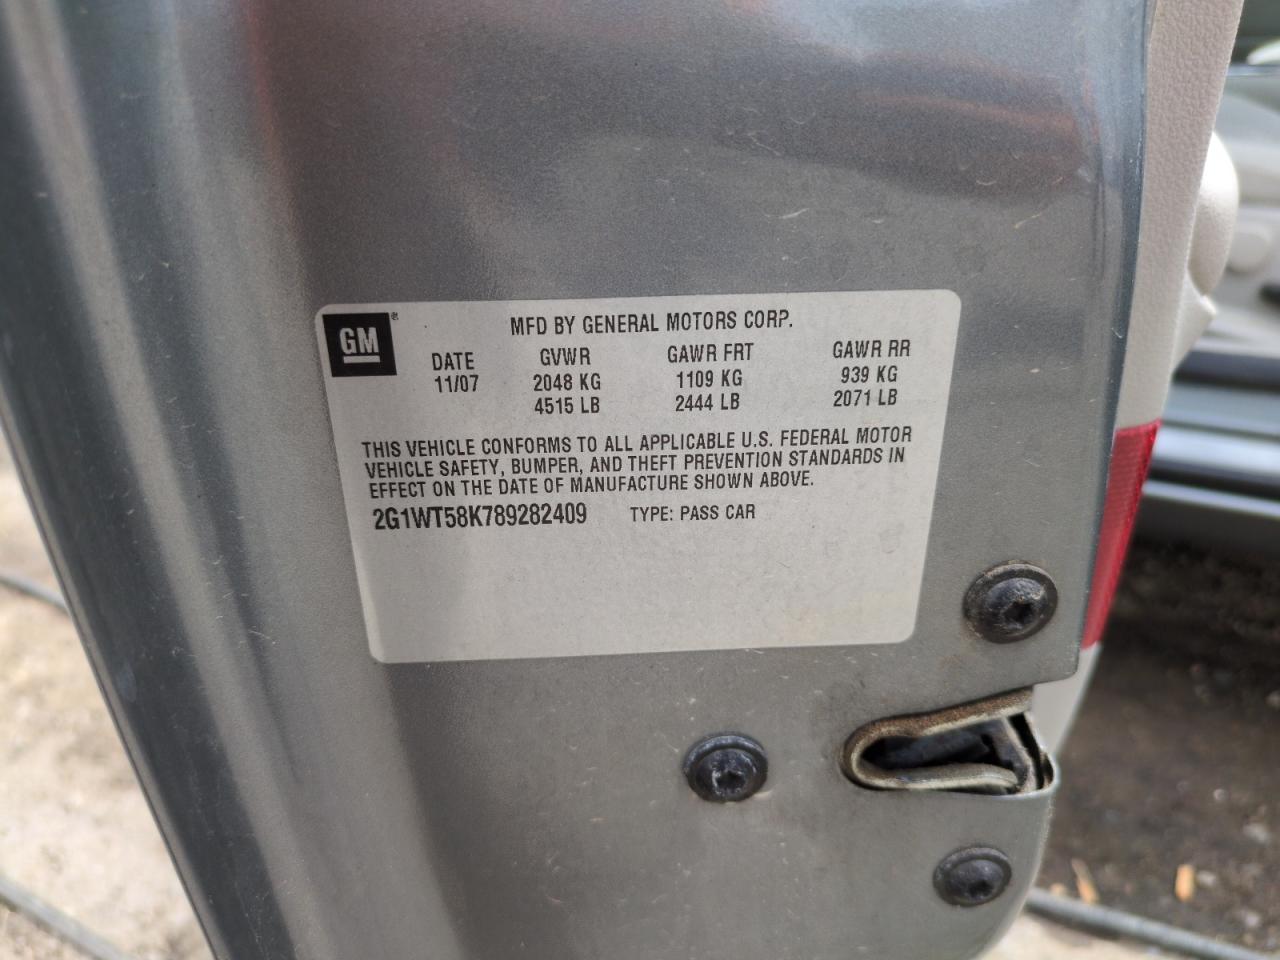 GM®
MFD BY GENERAL MOTORS CORP.
DATE GVWR GAWR FRT GAWR RR
11/07 2048 KG 1109 KG 939 KG
4515 LB 2444 LB 2071 LB
THIS VEHICLE CONFORMS TO ALL APPLICABLE U.S. FEDERAL MOTOR
VEHICLE SAFETY, BUMPER, AND THEFT PREVENTION STANDARDS IN
EFFECT ON THE DATE OF MANUFACTURE SHOWN ABOVE.
2G1WT58K789282409 TYPE: PASS CAR